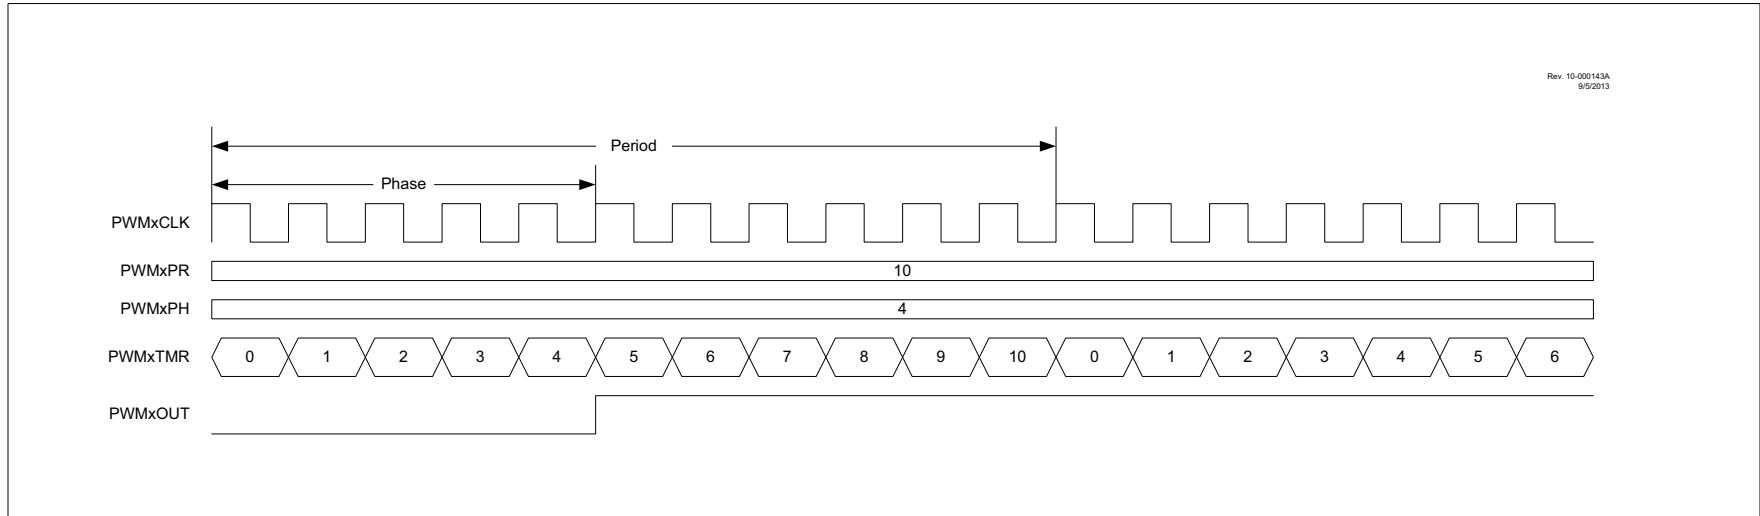 Rev. 10-000143A
9/5/2013
Period
Phase
PWMxCLK
PWMxPR 10
PWMxPH 4
PWMxTMR 0 1 2 3 4 5 6 7 8 9 10 0 1 2 3 4 5 6
PWMxOUT